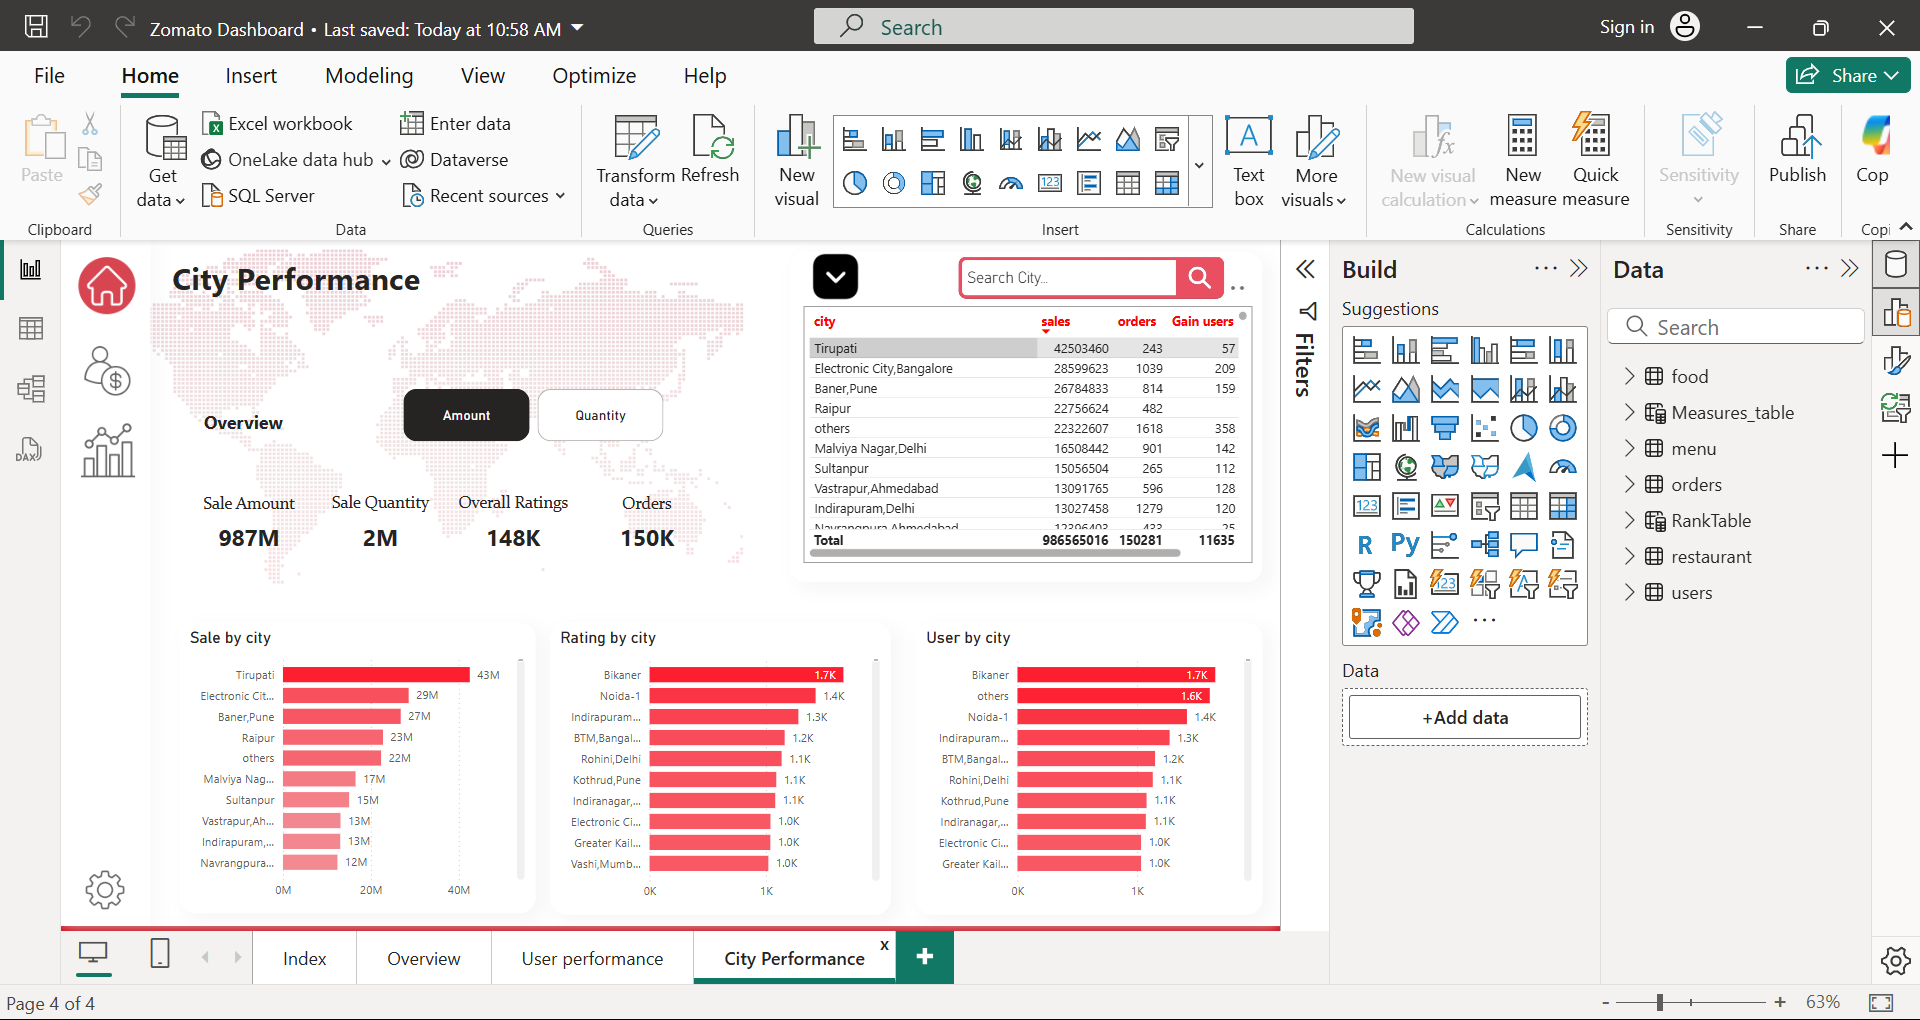 Zomato Dashboard • Last saved: Today at 10:58 AM
Search
Sign in
File
Home
Insert
Modeling
View
Optimize
Help
Share
Paste
Clipboard
Get data
Excel workbook
OneLake data hub
SQL Server
Enter data
Dataverse
Recent sources
Data
Transform data
Refresh
Queries
New visual
123
Text box
More visuals
Insert
New visual calculation
New measure
Quick measure
Calculations
Sensitivity
Sensitivity
Publish
Share
Cop
Copi
DAX
City Performance
Overview
Amount
Quantity
Sale Amount
Sale Quantity
Overall Ratings
Orders
987M
2M
148K
150K
Search City...
city sales orders Gain users
Tirupati 42503460 243 57
Electronic City,Bangalore 28599623 1039 209
Baner,Pune 26784833 814 159
Raipur 22756624 482
others 22322607 1618 358
Malviya Nagar,Delhi 16508442 901 142
Sultanpur 15056504 265 112
Vastrapur,Ahmedabad 13091765 596 128
Indirapuram,Delhi 13027458 1279 120
Navrangpura,Ahmedabad 12396403 433 25
Total 986565016 150281 11635
Sale by city
Tirupati 43M
Electronic Cit... 29M
Baner,Pune 27M
Raipur 23M
others 22M
Malviya Nag... 17M
Sultanpur 15M
Vastrapur,Ah... 13M
Indirapuram,... 13M
Navrangpura... 12M
0M 20M 40M
Rating by city
Bikaner 1.7K
Noida-1 1.4K
Indirapuram... 1.3K
BTM,Bangal... 1.2K
Rohini,Delhi 1.1K
Kothrud,Pune 1.1K
Indiranagar,... 1.1K
Electronic Ci... 1.0K
Greater Kail... 1.0K
Vashi,Mumb... 1.0K
0K 1K
User by city
Bikaner 1.7K
others 1.6K
Noida-1 1.4K
Indirapuram... 1.3K
BTM,Bangal... 1.2K
Rohini,Delhi 1.1K
Kothrud,Pune 1.1K
Indiranagar,... 1.1K
Electronic Ci... 1.0K
Greater Kail... 1.0K
0K 1K
Filters
Build
Suggestions
123
R Py
123
Data
+Add data
Data
Search
food
Measures_table
menu
orders
RankTable
restaurant
users
Index
Overview
User performance
City Performance
x
+
Page 4 of 4
- + 63%